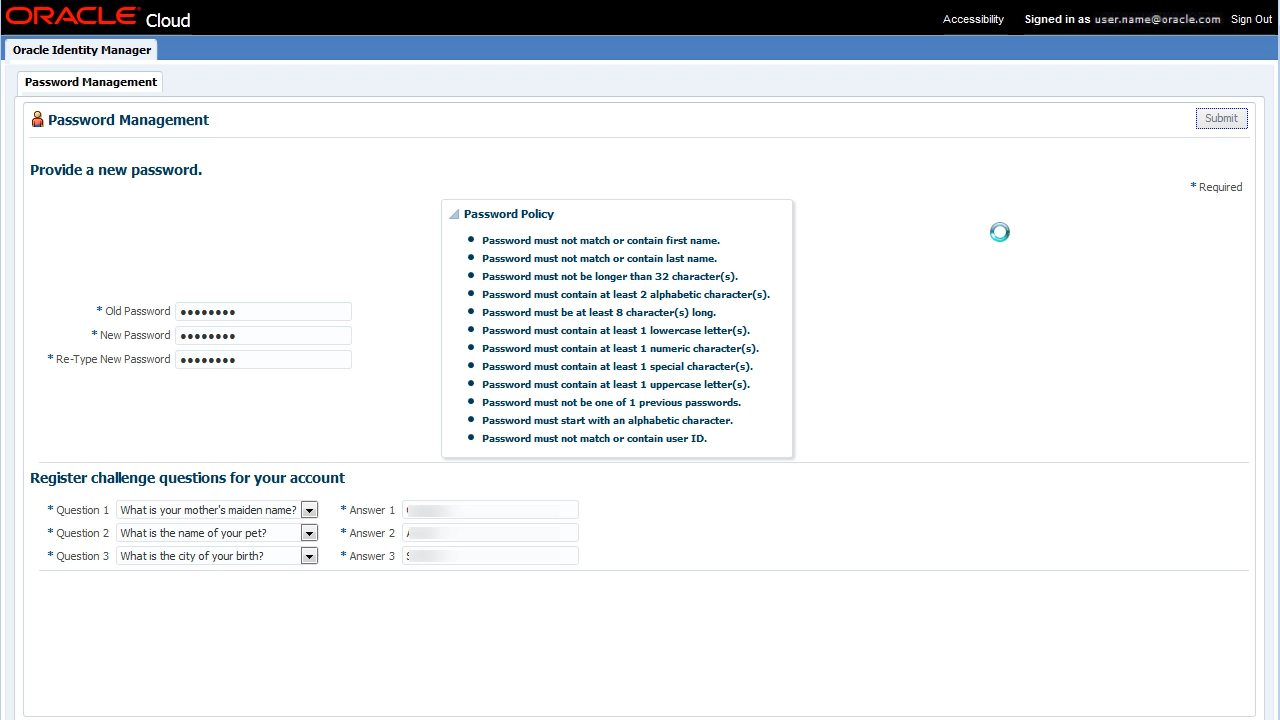 ORACLE Cloud
Accessibility Signed in as user.name@oracle.com Sign Out
Oracle Identity Manager
Password Management
Password Management
Submit
Provide a new password.
* Required
Password Policy
• Password must not match or contain first name.
• Password must not match or contain last name.
• Password must not be longer than 32 character(s).
• Password must contain at least 2 alphabetic character(s).
• Password must be at least 8 character(s) long.
• Password must contain at least 1 lowercase letter(s).
• Password must contain at least 1 numeric character(s).
• Password must contain at least 1 special character(s).
• Password must contain at least 1 uppercase letter(s).
• Password must not be one of 1 previous passwords.
• Password must start with an alphabetic character.
• Password must not match or contain user ID.
* Old Password ••••••••
* New Password ••••••••
* Re-Type New Password ••••••••
Register challenge questions for your account
* Question 1 What is your mother's maiden name? * Answer 1
* Question 2 What is the name of your pet? * Answer 2
* Question 3 What is the city of your birth? * Answer 3